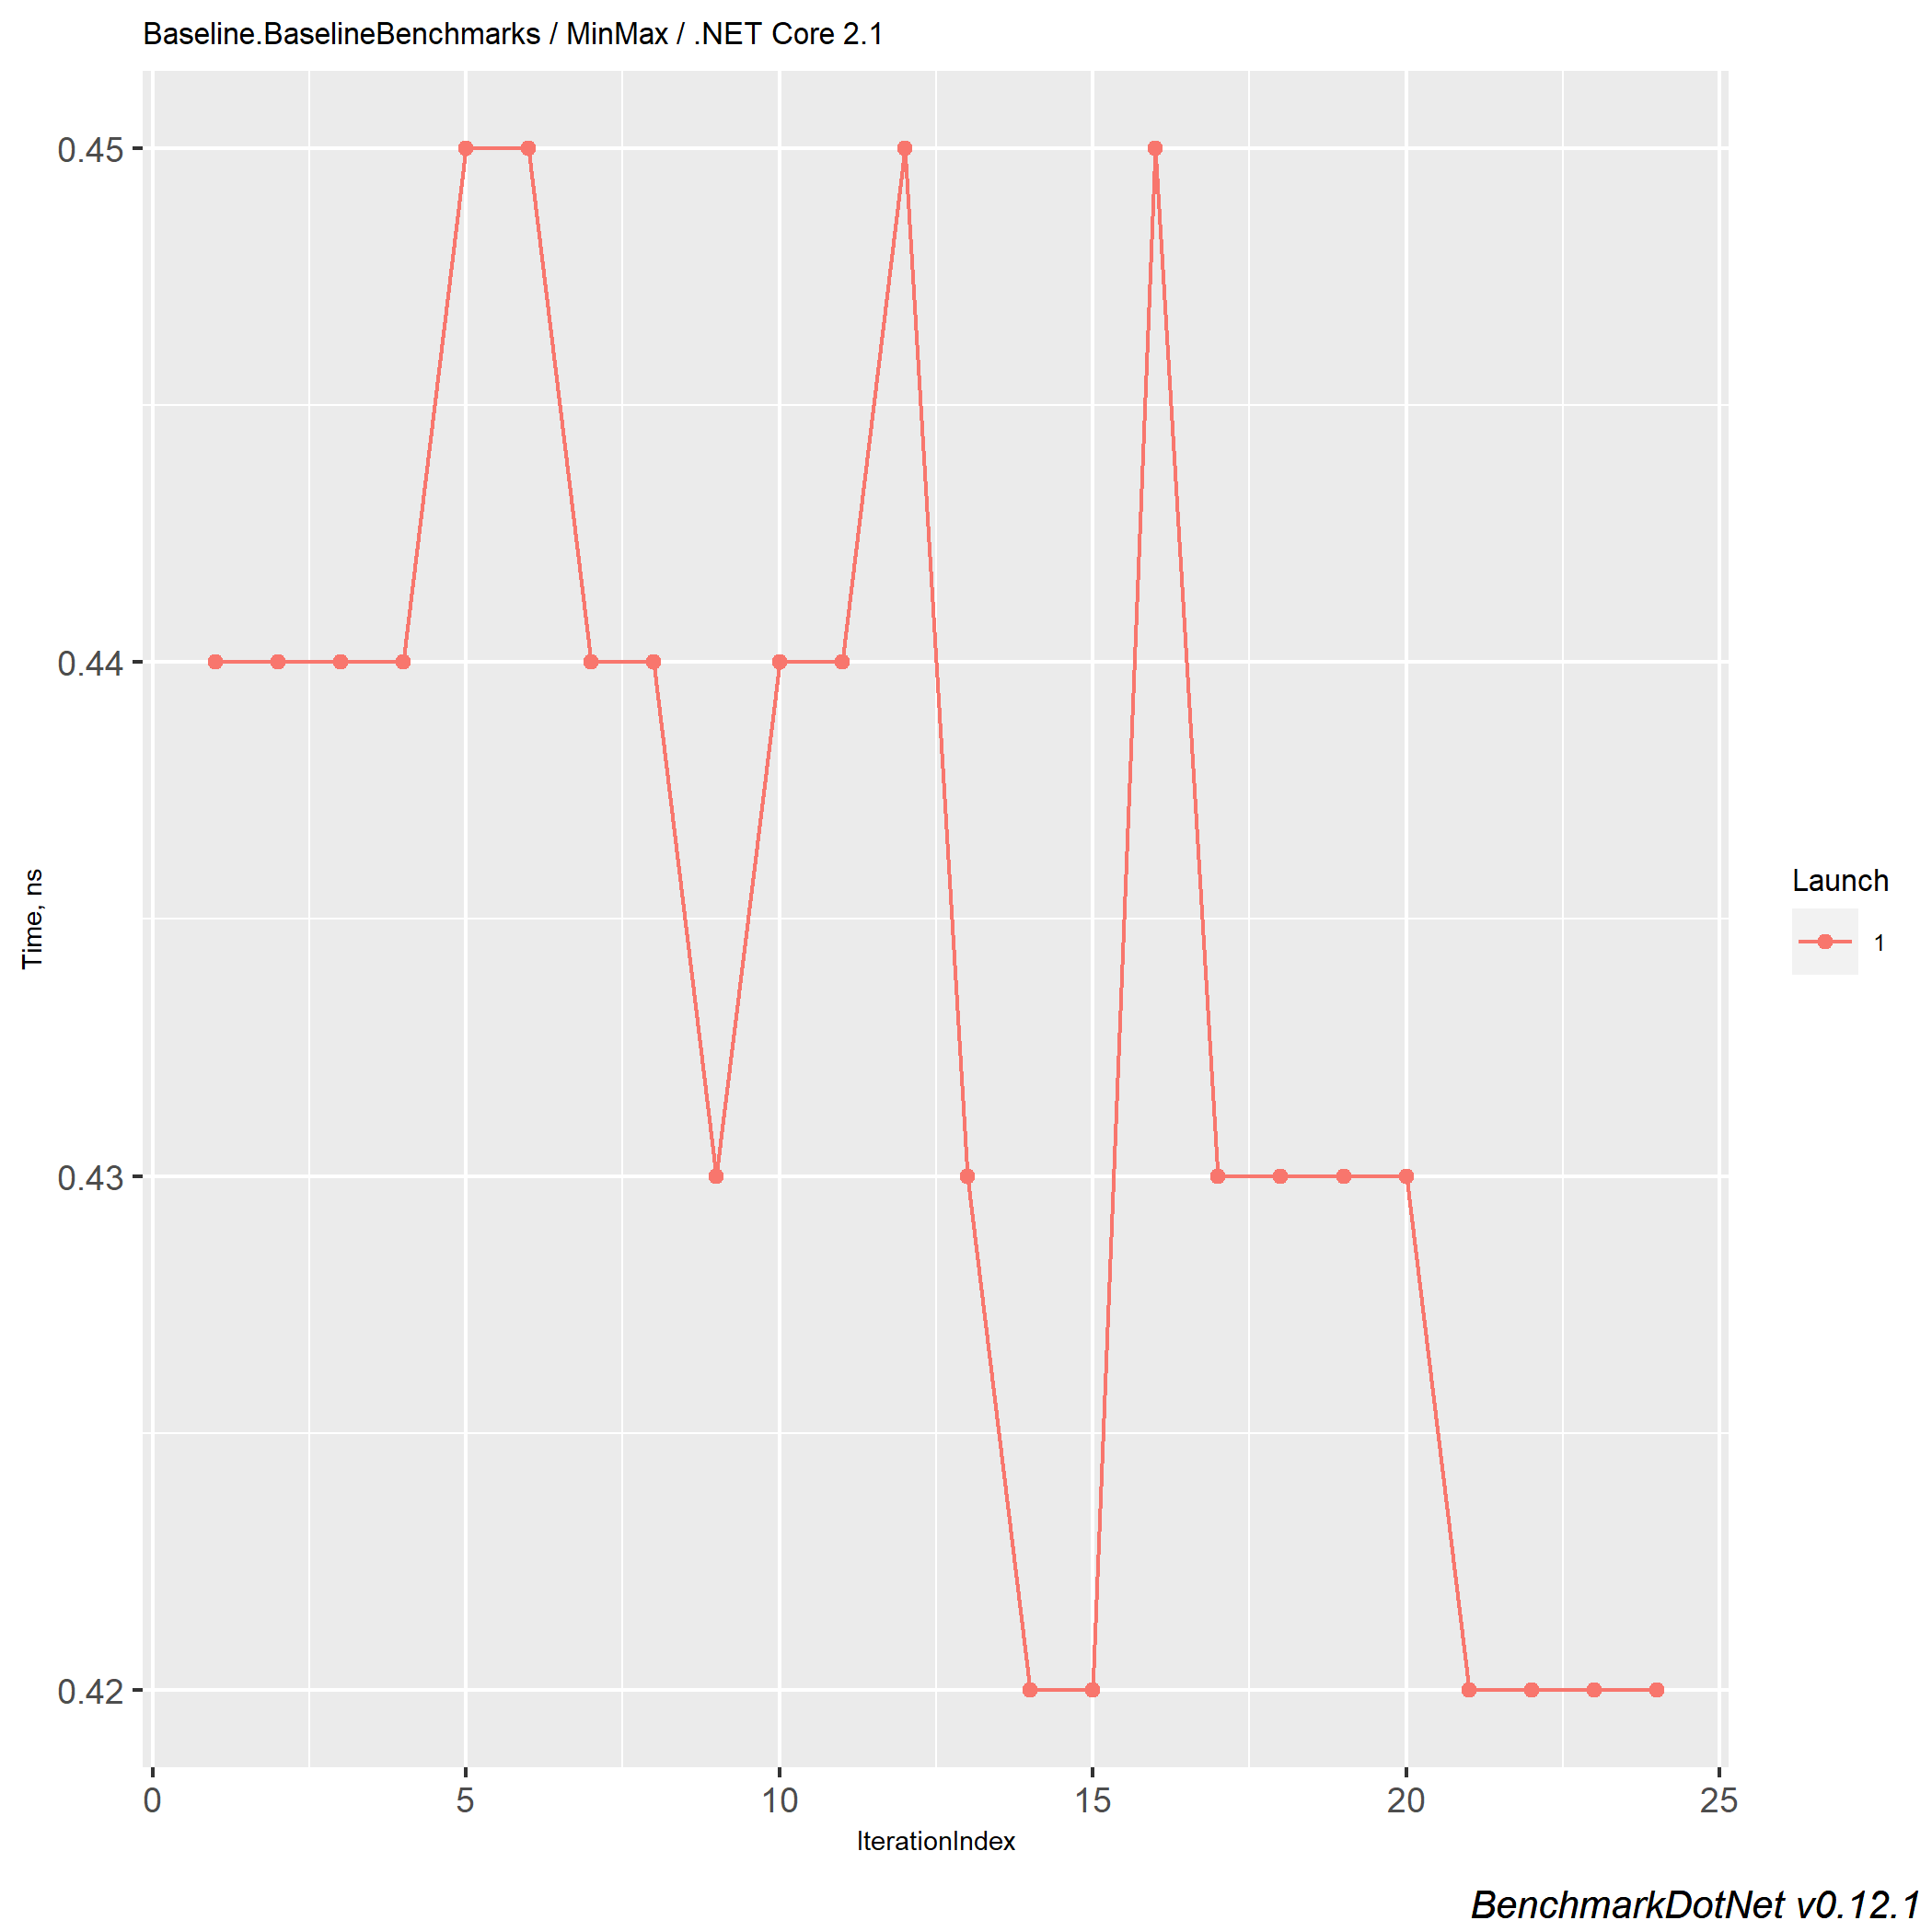 Baseline.BaselineBenchmarks / MinMax / .NET Core 2.1
Time, ns
0.45
0.44
0.43
0.42
0
5
10
15
20
25
IterationIndex
Launch
1
BenchmarkDotNet v0.12.1